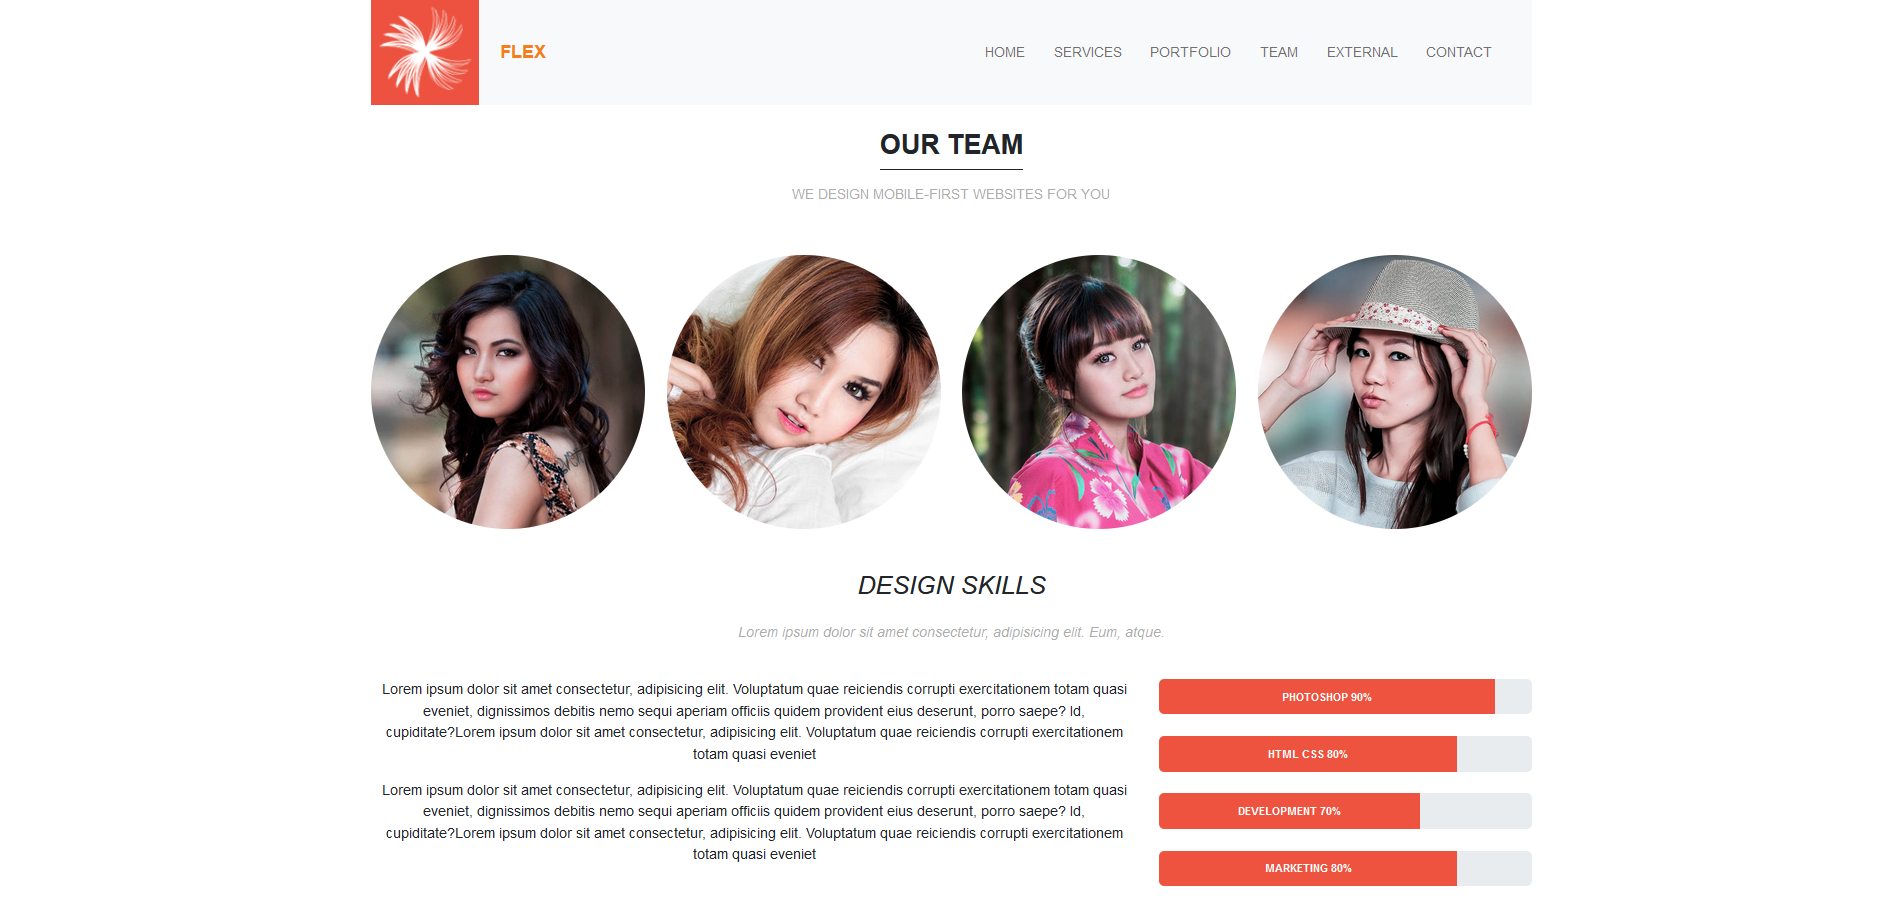 FLEX
HOME SERVICES PORTFOLIO TEAM EXTERNAL CONTACT
OUR TEAM
WE DESIGN MOBILE-FIRST WEBSITES FOR YOU
DESIGN SKILLS
Lorem ipsum dolor sit amet consectetur, adipisicing elit. Eum, atque.
Lorem ipsum dolor sit amet consectetur, adipisicing elit. Voluptatum quae reiciendis corrupti exercitationem totam quasi
eveniet, dignissimos debitis nemo sequi aperiam officiis quidem provident eius deserunt, porro saepe? Id,
cupiditate?Lorem ipsum dolor sit amet consectetur, adipisicing elit. Voluptatum quae reiciendis corrupti exercitationem
totam quasi eveniet
Lorem ipsum dolor sit amet consectetur, adipisicing elit. Voluptatum quae reiciendis corrupti exercitationem totam quasi
eveniet, dignissimos debitis nemo sequi aperiam officiis quidem provident eius deserunt, porro saepe? Id,
cupiditate?Lorem ipsum dolor sit amet consectetur, adipisicing elit. Voluptatum quae reiciendis corrupti exercitationem
totam quasi eveniet
PHOTOSHOP 90%
HTML CSS 80%
DEVELOPMENT 70%
MARKETING 80%